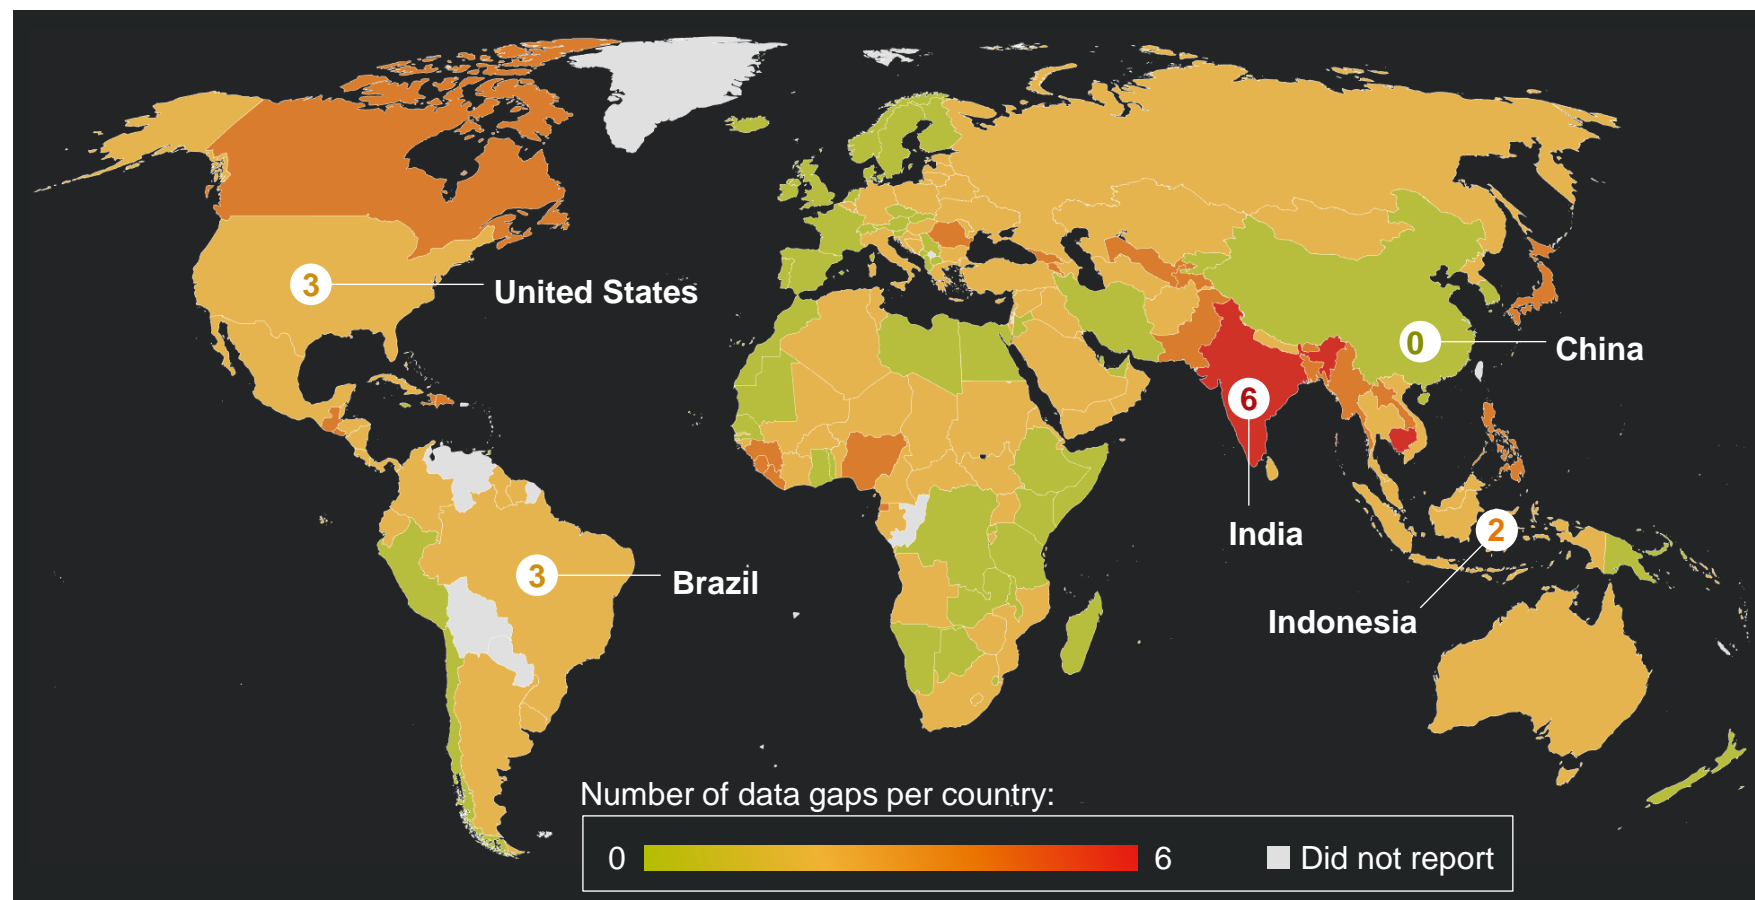 3
United States
0
China
6
India
2
Indonesia
3
Brazil
Number of data gaps per country:
0
6
Did not report